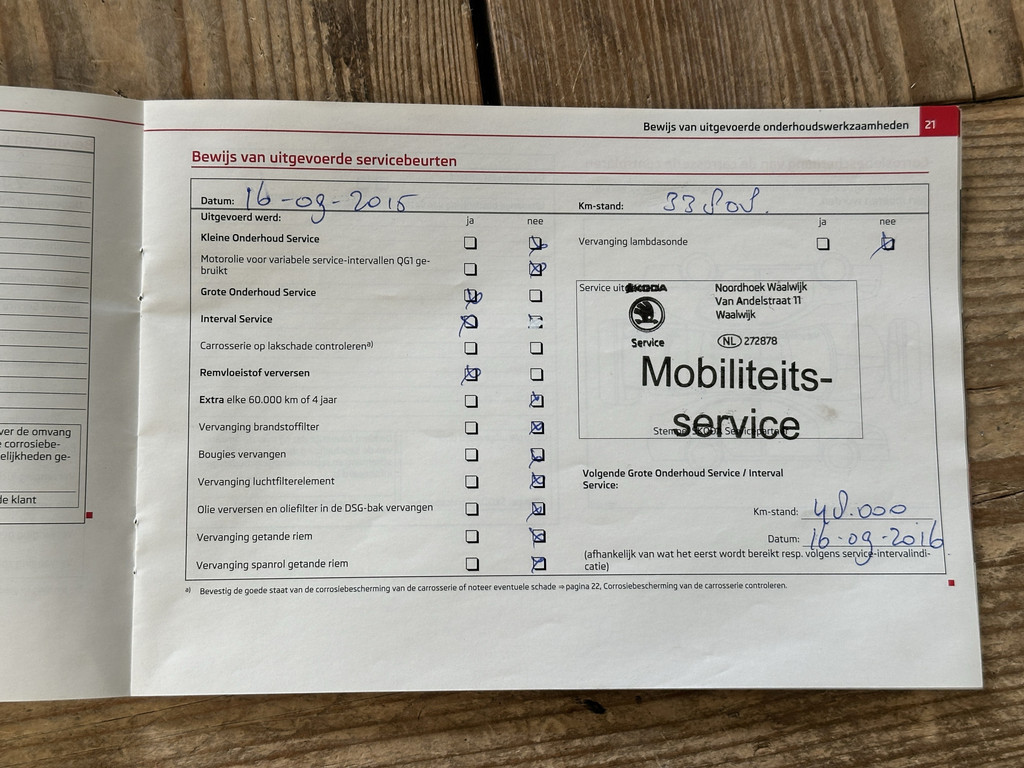 Bewijs van uitgevoerde onderhoudswerkzaamheden 21
Bewijs van uitgevoerde servicebeurten
Datum: 16-09-2015
Km-stand:
Uitgevoerd werd: ja nee
ja nee
Kleine Onderhoud Service
Vervanging lambdasonde
Motorolie voor variabele service-intervallen QG1 ge-
bruikt
Grote Onderhoud Service
Interval Service
Carrosserie op lakschade controleren a)
Remvloeistof verversen
Extra elke 60.000 km of 4 jaar
Vervanging brandstoffilter
Bougies vervangen
Vervanging luchtfilterelement
Olie verversen en oliefilter in de DSG-bak vervangen
Vervanging getande riem
Vervanging spanrol getande riem
Service uit
ŠKODA
Service
Noordhoek Waalwijk
Van Andelstraat 11
Waalwijk
NL 272878
Mobiliteits-
service
Volgende Grote Onderhoud Service / Interval
Service:
Km-stand: 48.000
Datum: 16-09-2016
(afhankelijk van wat het eerst wordt bereikt resp. volgens service-intervalindi-
catie)
a) Bevestig de goede staat van de corrosiebescherming van de carrosserie of noteer eventuele schade ⇒ pagina 22, Corrosiebescherming van de carrosserie controleren.
ver de omvang
corrosiebe-
elijkheden ge-
de klant